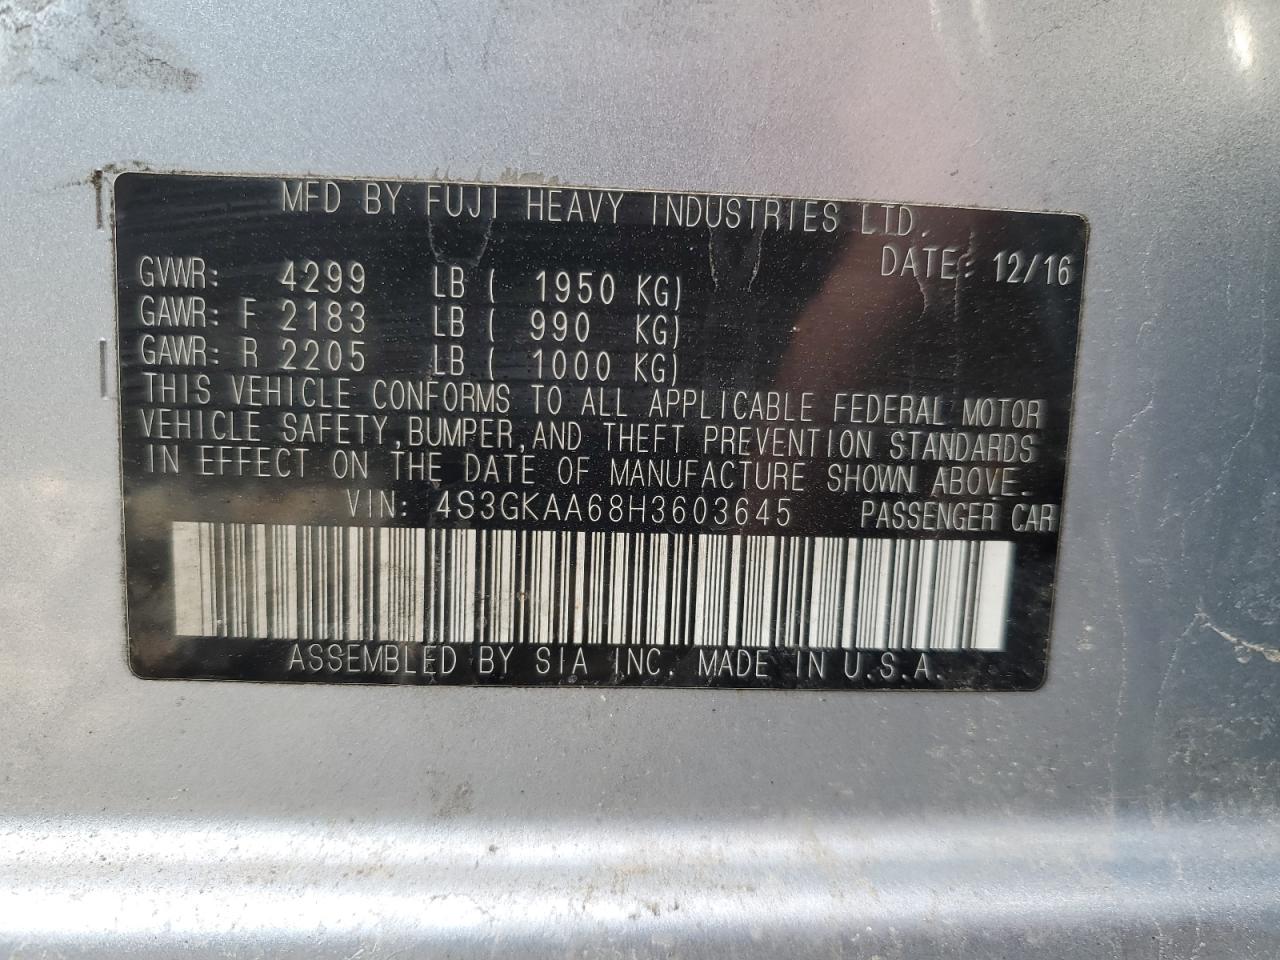 MFD BY FUJI HEAVY INDUSTRIES LTD.
DATE: 12/16
GVWR: 4299 LB ( 1950 KG)
GAWR: F 2183 LB ( 990 KG)
GAWR: R 2205 LB ( 1000 KG)
THIS VEHICLE CONFORMS TO ALL APPLICABLE FEDERAL MOTOR
VEHICLE SAFETY, BUMPER, AND THEFT PREVENTION STANDARDS
IN EFFECT ON THE DATE OF MANUFACTURE SHOWN ABOVE.
VIN: 4S3GKAA68H3603645 PASSENGER CAR
ASSEMBLED BY SIA INC. MADE IN U.S.A.